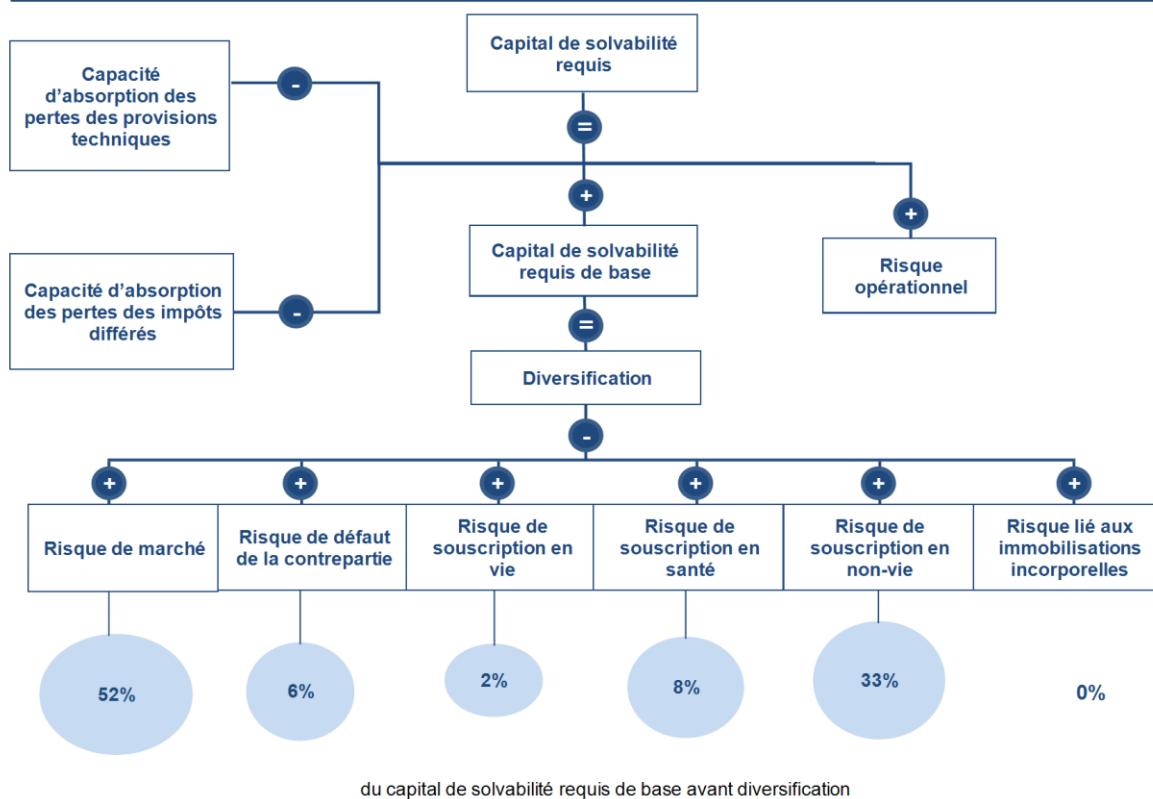 Capital de solvabilité
requis
Capacité
d'absorption des
pertes des provisions
techniques
-
=
+
+
Capital de solvabilité
requis de base
Risque
opérationnel
Capacité d'absorption
des pertes des impôts
différés
-
=
Diversification
-
+
+
+
+
+
+
Risque de marché
Risque de défaut
de la contrepartie
Risque de
souscription en
vie
Risque de
souscription en
santé
Risque de
souscription en
non-vie
Risque lié aux
immobilisations
incorporelles
52%
6%
2%
8%
33%
0%
du capital de solvabilité requis de base avant diversification